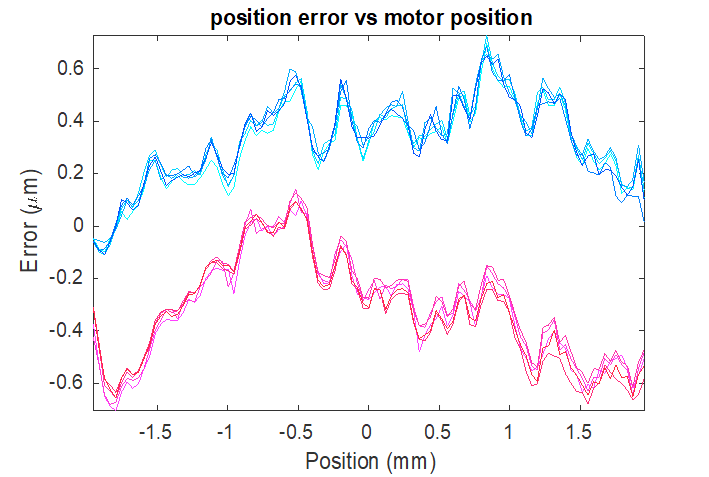 position error vs motor position
0.6
0.4
0.2
0
-0.2
-0.4
-0.6
Error (μm)
-1.5 -1 -0.5 0 0.5 1 1.5
Position (mm)